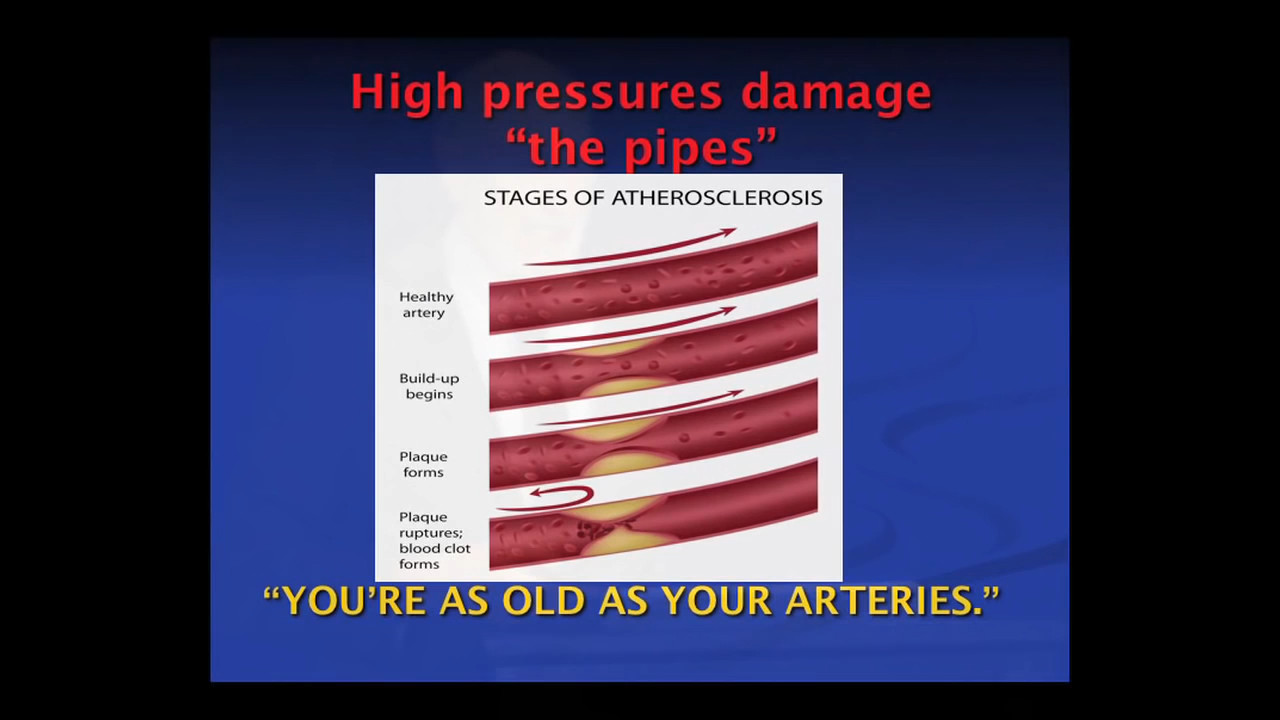 High pressures damage
“the pipes”
STAGES OF ATHEROSCLEROSIS
Healthy
artery
Build-up
begins
Plaque
forms
Plaque
ruptures;
blood clot
forms
“YOU’RE AS OLD AS YOUR ARTERIES.”